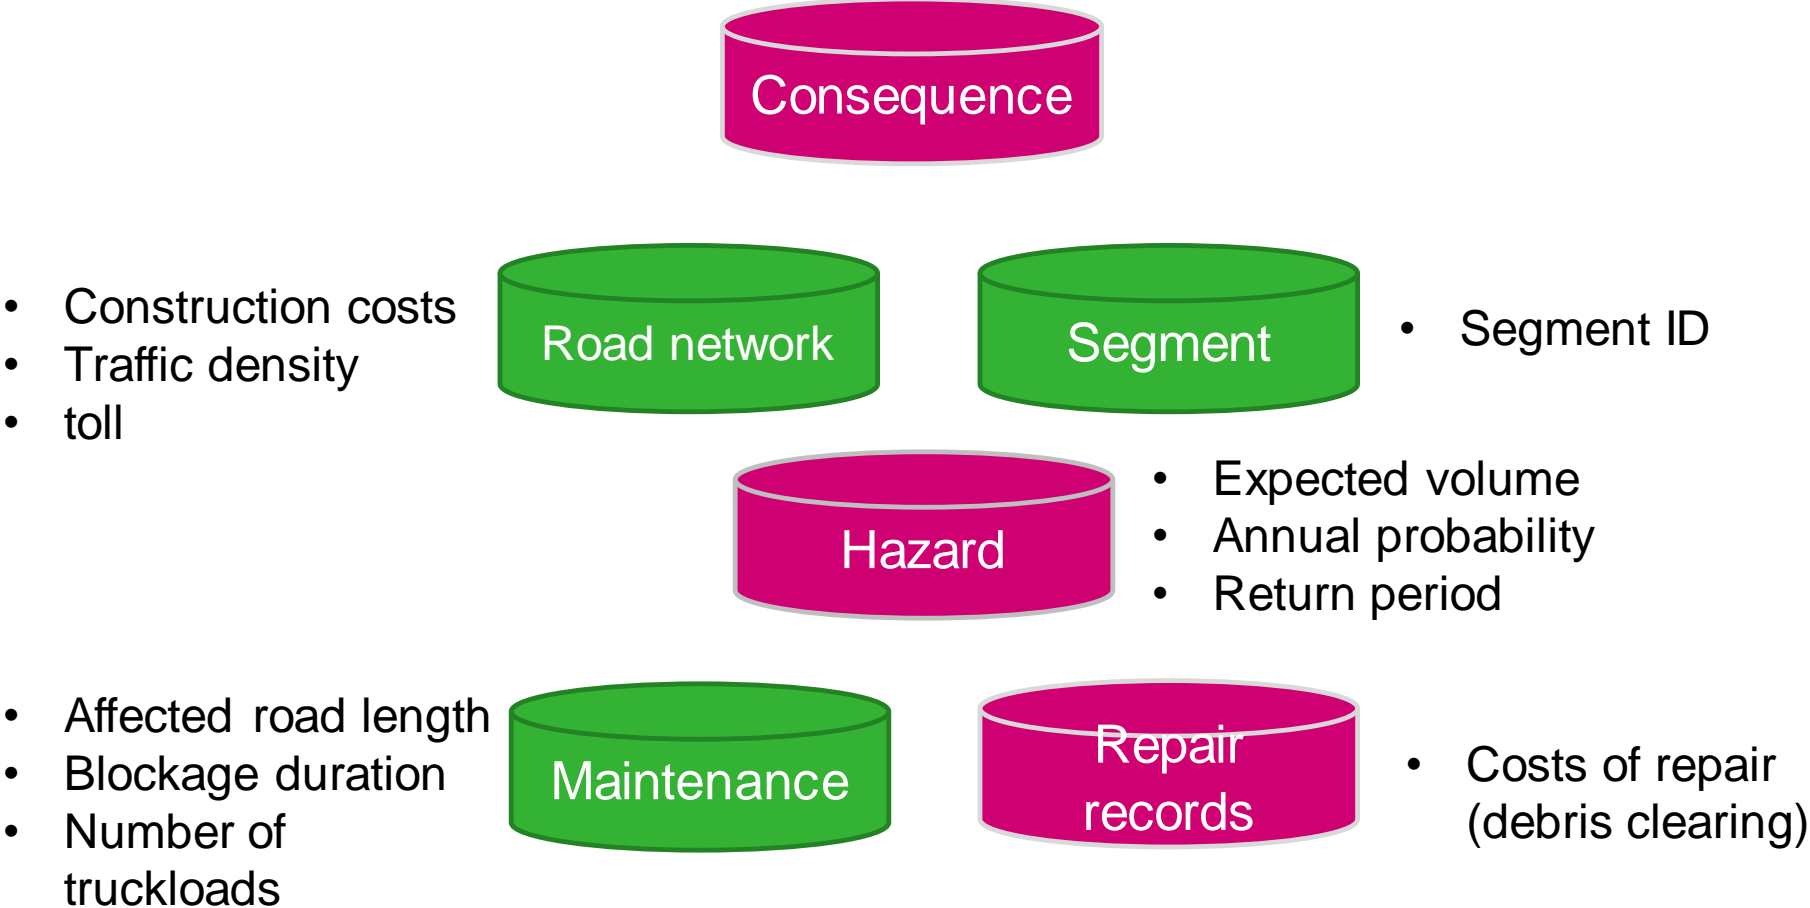 Consequence
• Construction costs
• Traffic density
• toll
Road network
Segment
• Segment ID
Hazard
• Expected volume
• Annual probability
• Return period
• Affected road length
• Blockage duration
• Number of
truckloads
Maintenance
Repair
records
• Costs of repair
(debris clearing)